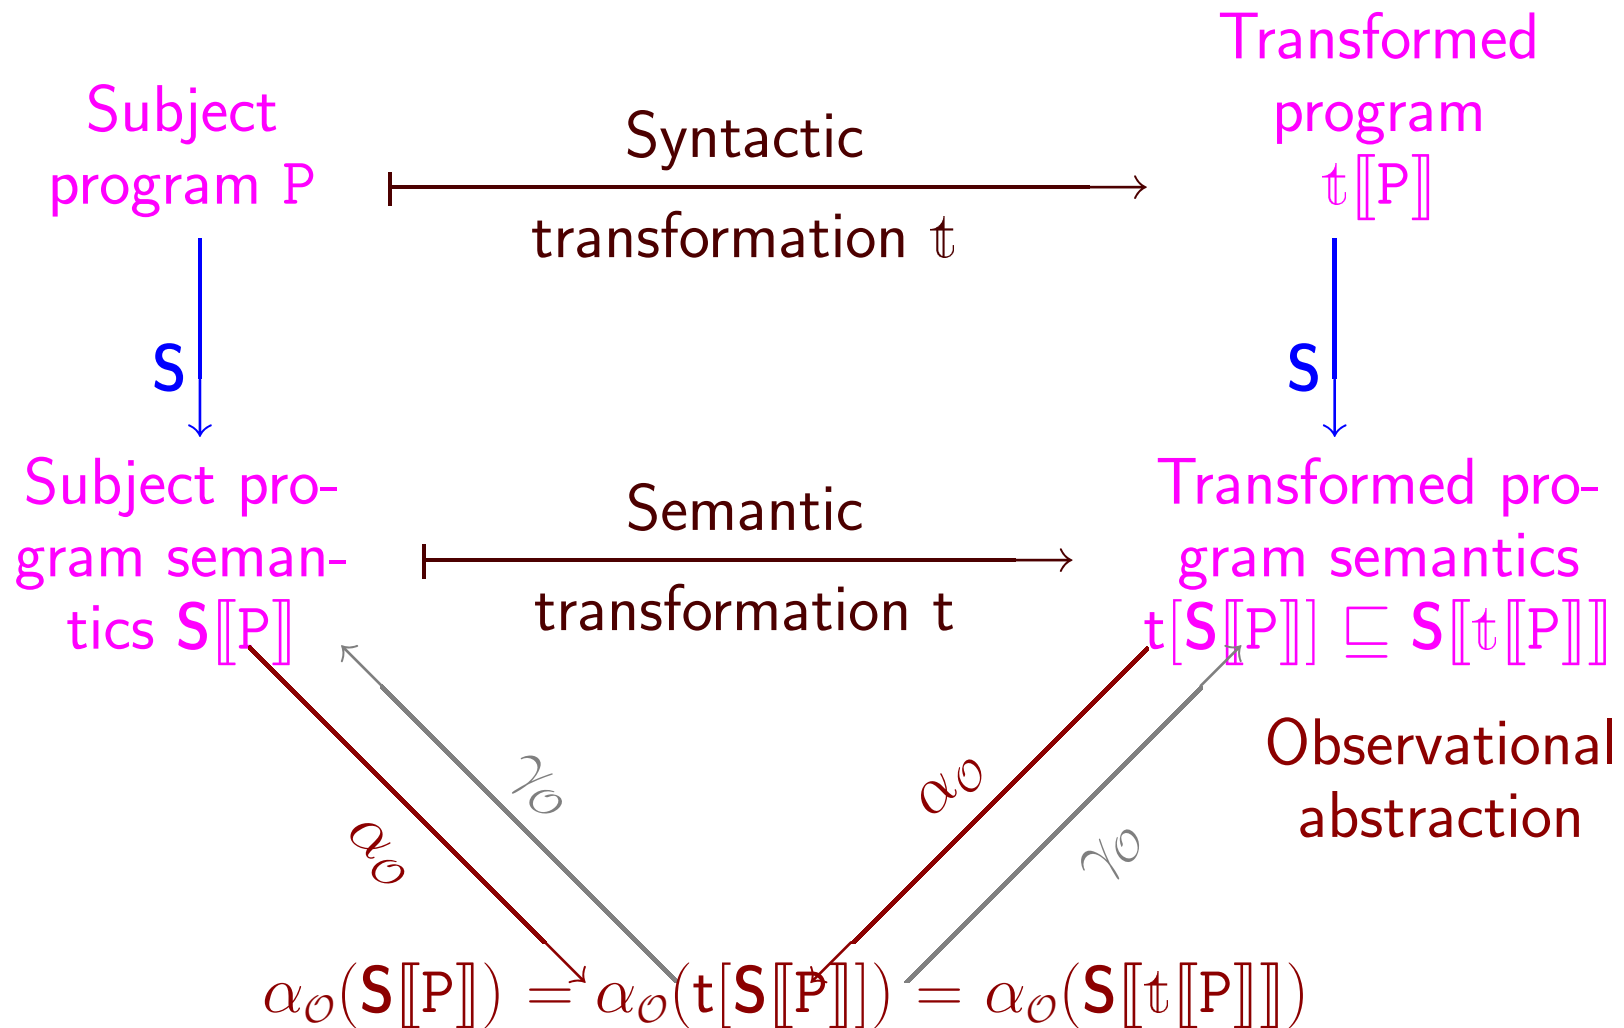 Transformed
program
𝕥⟦P⟧
Subject
program P
Syntactic
transformation 𝕥
S
S
Subject pro-
gram seman-
tics S⟦P⟧
Semantic
transformation t
Transformed pro-
gram semantics
t[S⟦P⟧] ⊑ S⟦𝕥⟦P⟧⟧
Observational
abstraction
α𝒪
γ𝒪
α𝒪
γ𝒪
α𝒪(S⟦P⟧) = α𝒪(t[S⟦P⟧]) = α𝒪(S⟦𝕥⟦P⟧⟧)